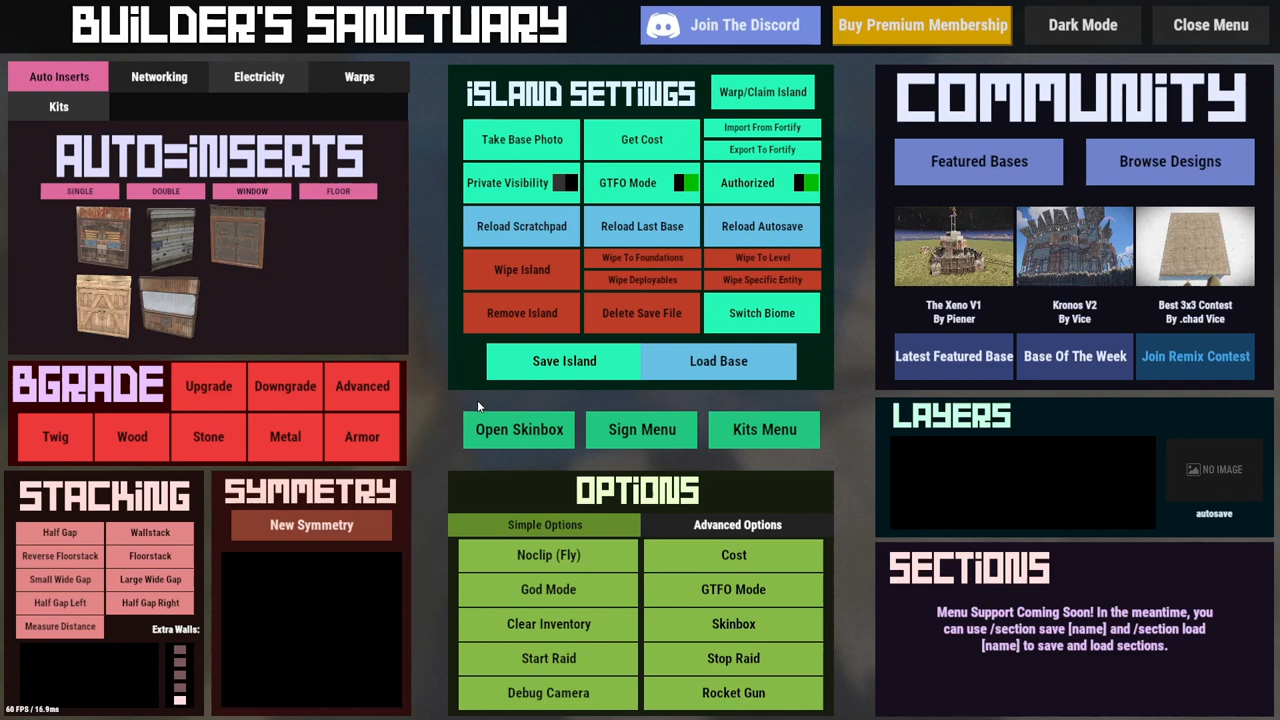 BUILDER'S SANCTUARY
Join The Discord
Buy Premium Membership
Dark Mode
Close Menu
Auto Inserts
Networking
Electricity
Warps
Kits
AUTO=INSERTS
SINGLE
DOUBLE
WINDOW
FLOOR
BGRADE
Upgrade
Downgrade
Advanced
Twig
Wood
Stone
Metal
Armor
STACKING
Half Gap
Wallstack
Reverse Floorstack
Floorstack
Small Wide Gap
Large Wide Gap
Half Gap Left
Half Gap Right
Measure Distance
Extra Walls:
60 FPS / 16.9ms
SYMMETRY
New Symmetry
ISLAND SETTINGS
Warp/Claim Island
Take Base Photo
Get Cost
Import From Fortify
Export To Fortify
Private Visibility
GTFO Mode
Authorized
Reload Scratchpad
Reload Last Base
Reload Autosave
Wipe Island
Wipe To Foundations
Wipe To Level
Wipe Deployables
Wipe Specific Entity
Remove Island
Delete Save File
Switch Biome
Save Island
Load Base
Open Skinbox
Sign Menu
Kits Menu
OPTIONS
Simple Options
Advanced Options
Noclip (Fly)
Cost
God Mode
GTFO Mode
Clear Inventory
Skinbox
Start Raid
Stop Raid
Debug Camera
Rocket Gun
COMMUNITY
Featured Bases
Browse Designs
The Xeno V1
By Piener
Kronos V2
By Vice
Best 3x3 Contest
By .chad Vice
Latest Featured Base
Base Of The Week
Join Remix Contest
LAYERS
NO IMAGE
autosave
SECTIONS
Menu Support Coming Soon! In the meantime, you
can use /section save [name] and /section load
[name] to save and load sections.